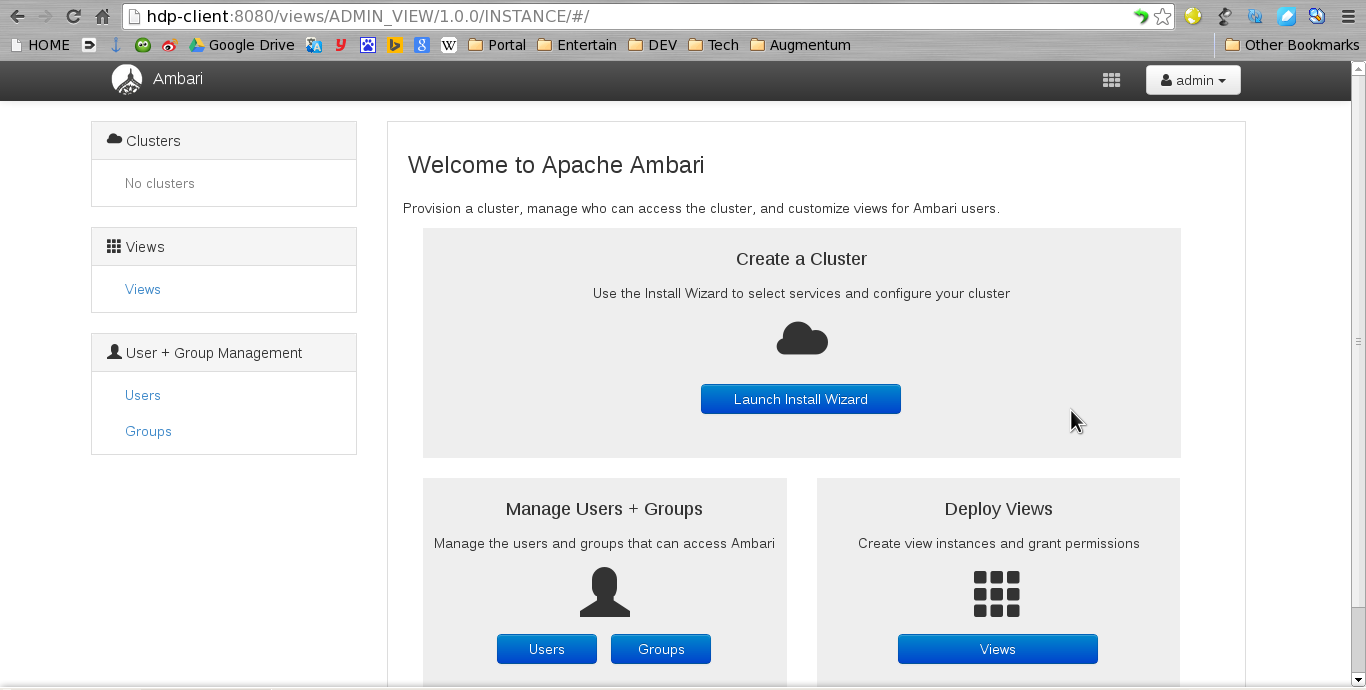 hdp-client:8080/views/ADMIN_VIEW/1.0.0/INSTANCE/#/
HOME Google Drive Portal Entertain DEV Tech Augmentum Other Bookmarks
Ambari admin
Clusters
No clusters
Views
Views
User + Group Management
Users
Groups
Welcome to Apache Ambari
Provision a cluster, manage who can access the cluster, and customize views for Ambari users.
Create a Cluster
Use the Install Wizard to select services and configure your cluster
Launch Install Wizard
Manage Users + Groups
Manage the users and groups that can access Ambari
Users Groups
Deploy Views
Create view instances and grant permissions
Views